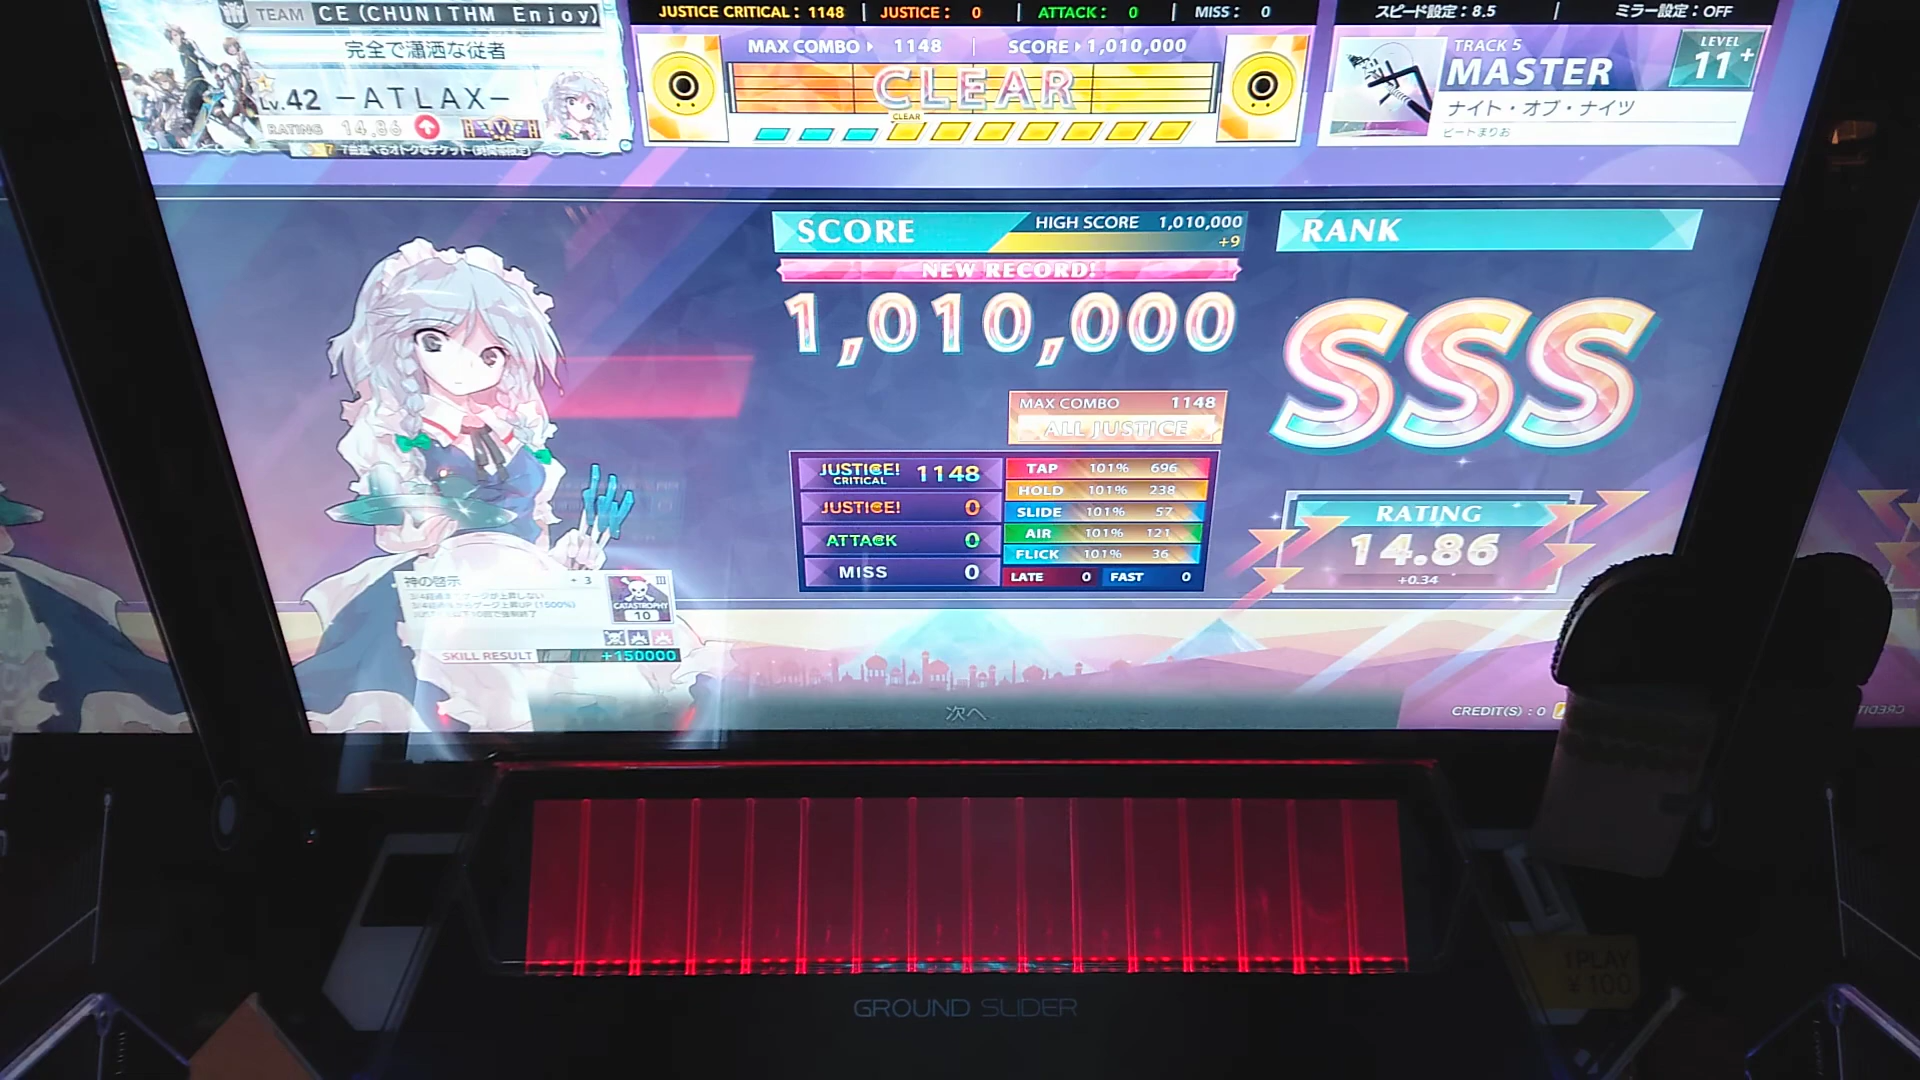 TEAM CE (CHUNITHM Enjoy)
完全で瀟洒な従者
Lv.42 -ATLAX-
RATING 14.86
V
JUSTICE CRITICAL: 1148 | JUSTICE: 0 | ATTACK: 0 | MISS: 0
MAX COMBO 1148 | SCORE 1,010,000
CLEAR
CLEAR
スピード設定:8.5 | ミラー設定:OFF
TRACK 5
MASTER
LEVEL
11+
ナイト・オブ・ナイツ
ビートまりお
SCORE
HIGH SCORE 1,010,000
+9
NEW RECORD!
1,010,000
RANK
SSS
MAX COMBO 1148
ALL JUSTICE
JUSTICE! CRITICAL 1148
JUSTICE! 0
ATTACK 0
MISS 0
TAP 101% 696
HOLD 101% 238
SLIDE 101% 57
AIR 101% 121
FLICK 101% 36
LATE 0 FAST 0
RATING
14.86
+0.34
神の啓示 +3
III
CATASTROPHY
10
SKILL RESULT +150000
次へ
CREDIT(S) : 0
1PLAY
¥100
GROUND SLIDER